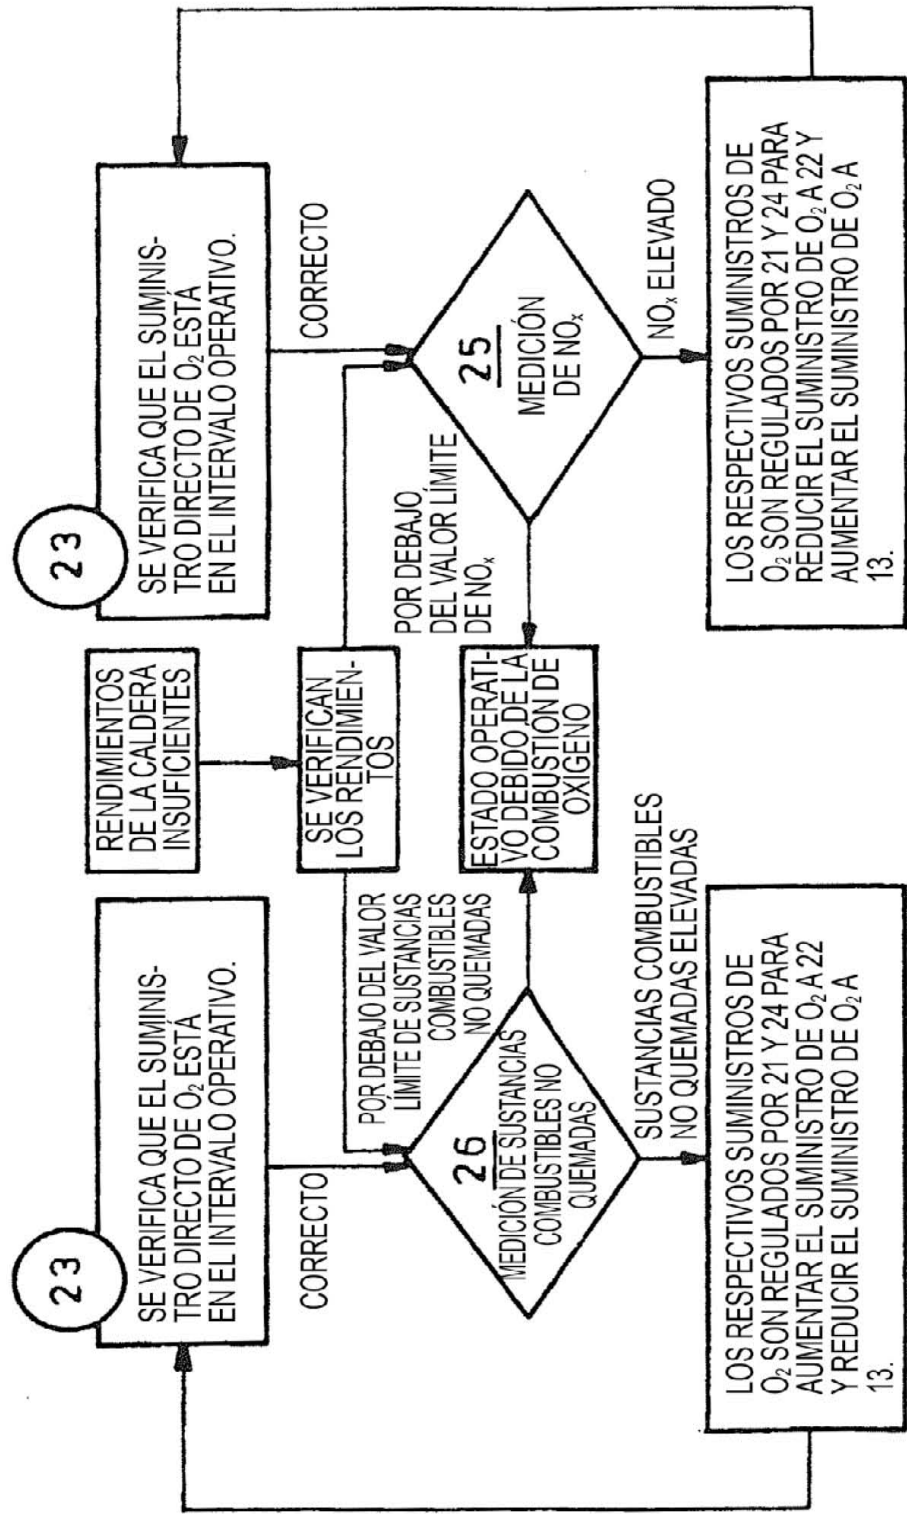 23
SE VERIFICA QUE EL SUMINIS-
TRO DIRECTO DE O₂ ESTÁ
EN EL INTERVALO OPERATIVO.
CORRECTO
RENDIMIENTOS
DE LA CALDERA
INSUFICIENTES
SE VERIFICAN
LOS RENDIMIEN-
TOS
23
SE VERIFICA QUE EL SUMINIS-
TRO DIRECTO DE O₂ ESTÁ
EN EL INTERVALO OPERATIVO.
CORRECTO
POR DEBAJO DEL VALOR
LÍMITE DE SUSTANCIAS
COMBUSTIBLES
NO QUEMADAS
POR DEBAJO
DEL VALOR LÍMITE
DE NOₓ
26
MEDICIÓN DE SUSTANCIAS
COMBUSTIBLES NO
QUEMADAS
ESTADO OPERATI-
VO DEBIDO DE LA
COMBUSTIÓN DE
OXÍGENO
25
MEDICIÓN
DE NOₓ
SUSTANCIAS COMBUSTIBLES
NO QUEMADAS ELEVADAS
NOₓ ELEVADO
LOS RESPECTIVOS SUMINISTROS DE
O₂ SON REGULADOS POR 21 Y 24 PARA
AUMENTAR EL SUMINISTRO DE O₂ A 22
Y REDUCIR EL SUMINISTRO DE O₂ A
13.
LOS RESPECTIVOS SUMINISTROS DE
O₂ SON REGULADOS POR 21 Y 24 PARA
REDUCIR EL SUMINISTRO DE O₂ A 22 Y
AUMENTAR EL SUMINISTRO DE O₂ A
13.